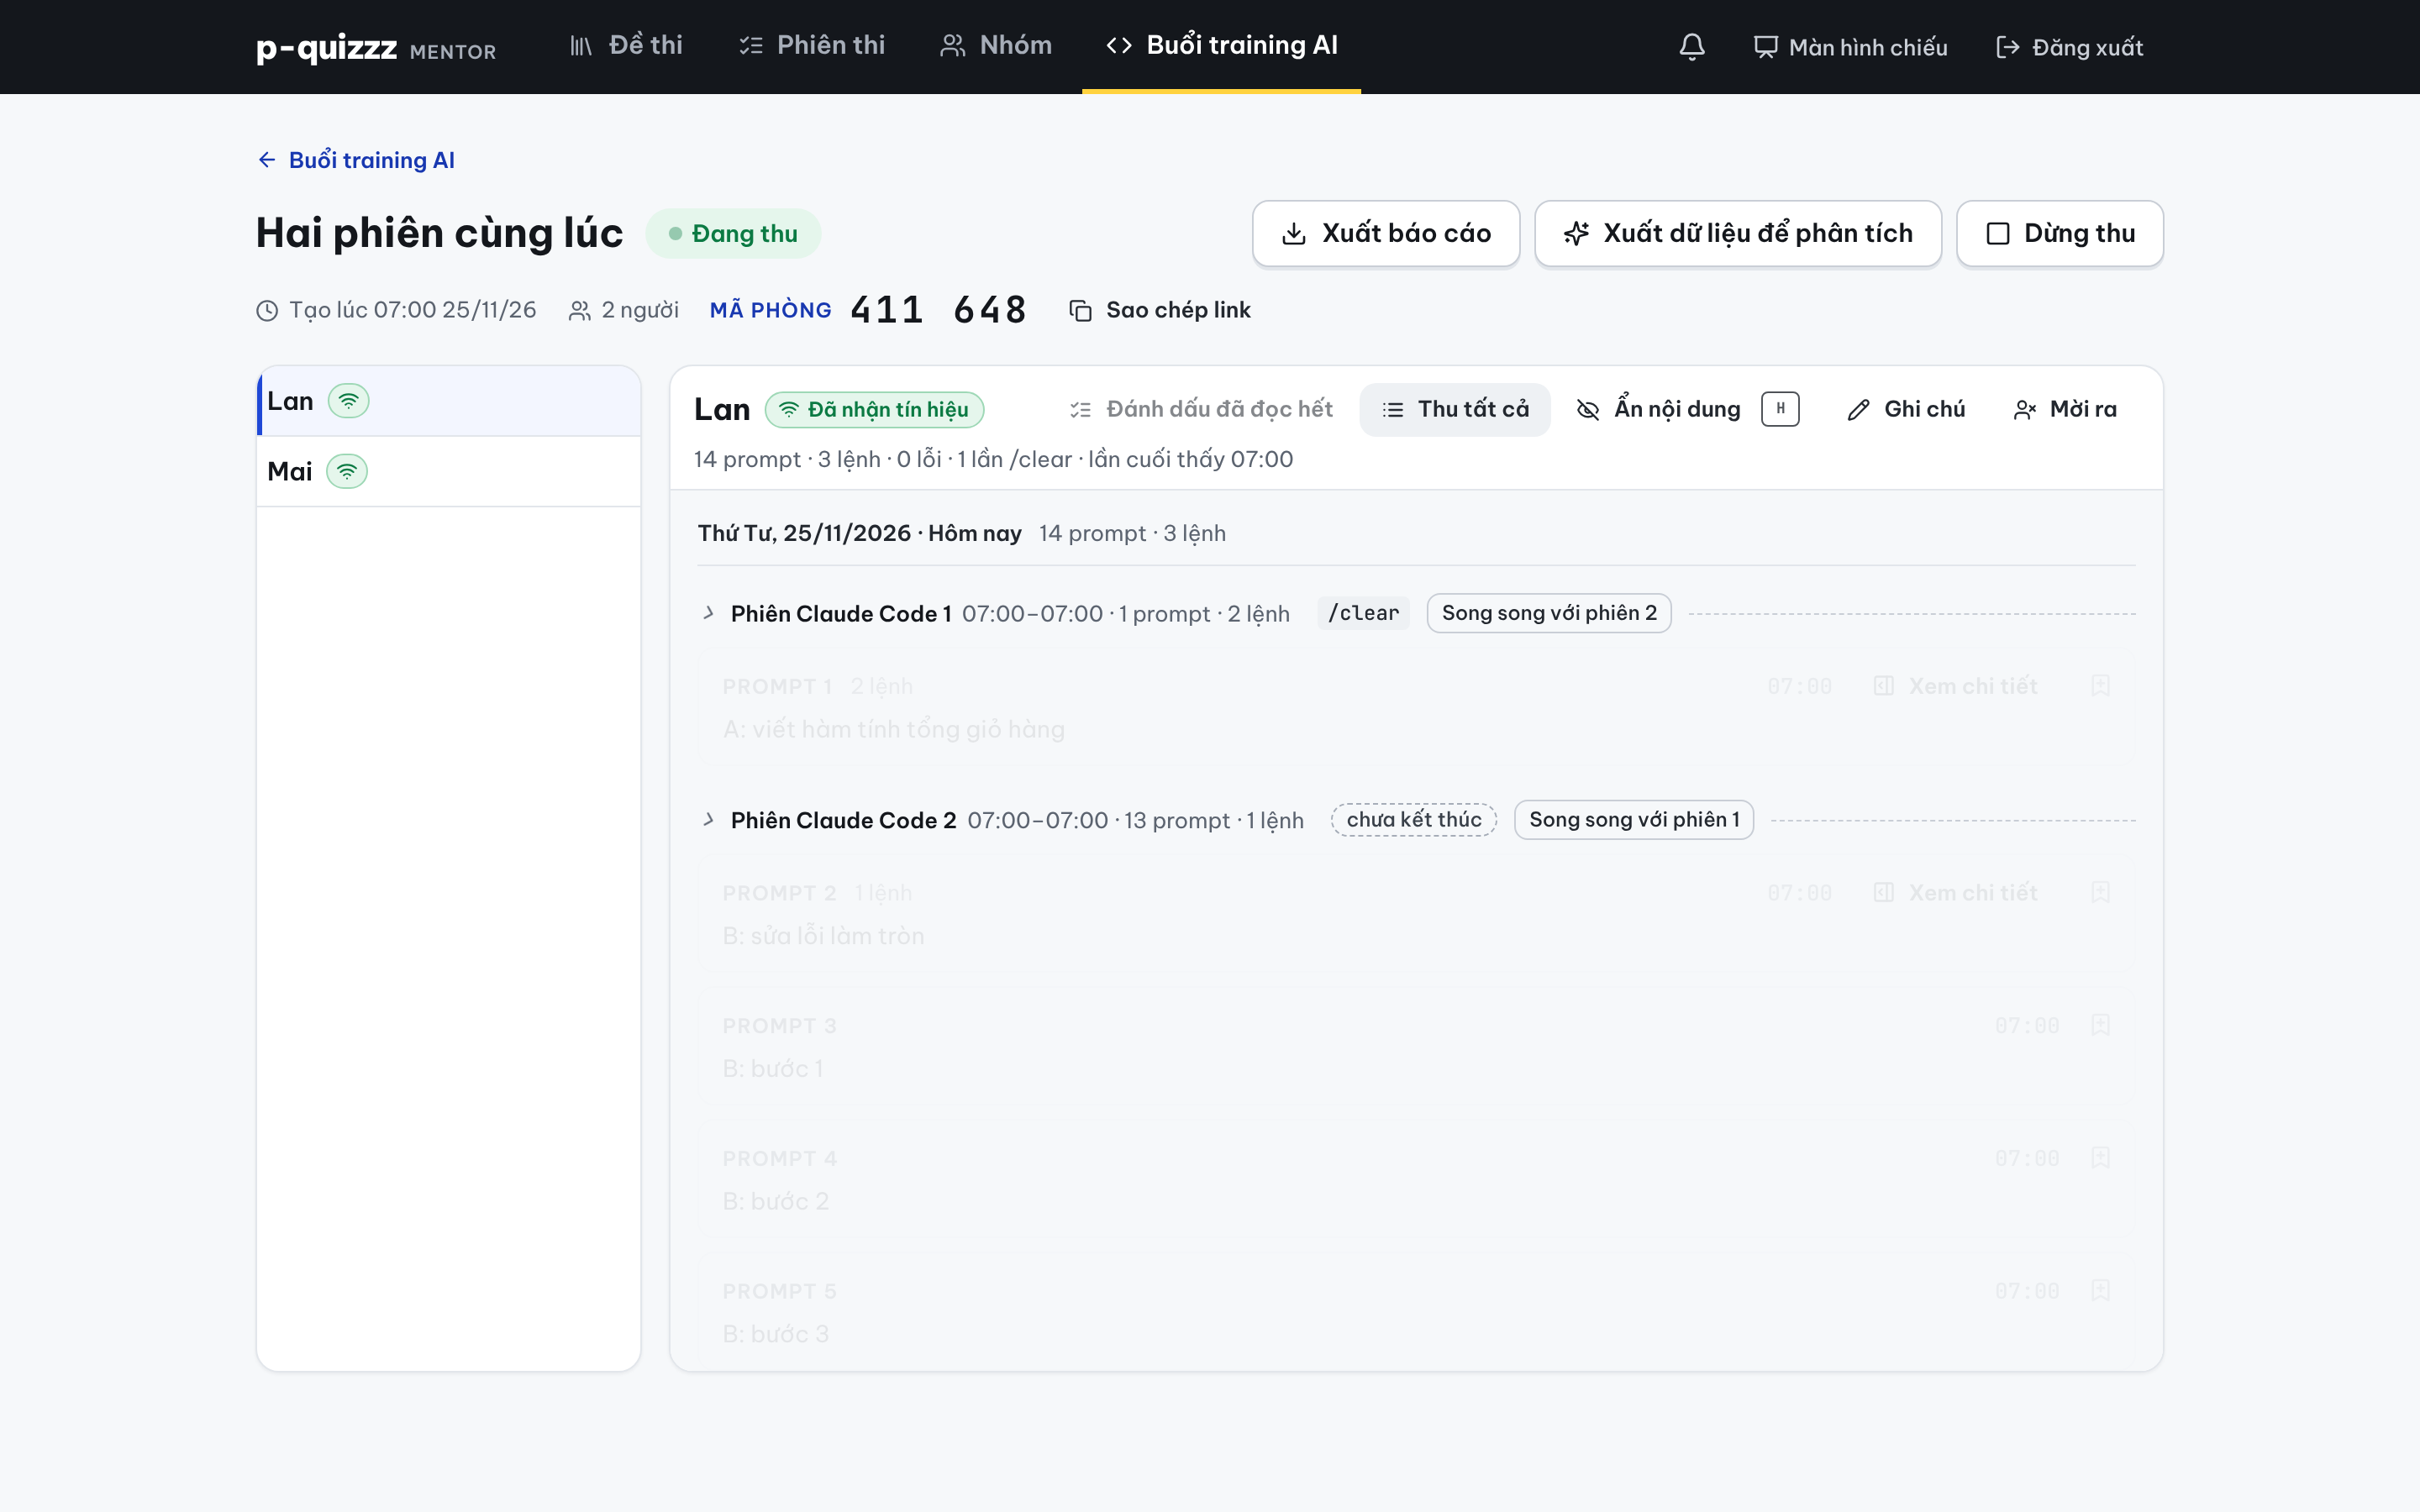 p-quizzz MENTOR Đề thi Phiên thi Nhóm Buổi training AI Màn hình chiếu Đăng xuất
Buổi training AI
Hai phiên cùng lúc Đang thu Xuất báo cáo Xuất dữ liệu để phân tích Dừng thu
Tạo lúc 07:00 25/11/26 2 người MÃ PHÒNG 411 648 Sao chép link
Lan
Mai
Lan Đã nhận tín hiệu Đánh dấu đã đọc hết Thu tất cả Ẩn nội dung H Ghi chú Mời ra
14 prompt · 3 lệnh · 0 lỗi · 1 lần /clear · lần cuối thấy 07:00
Thứ Tư, 25/11/2026 · Hôm nay 14 prompt · 3 lệnh
Phiên Claude Code 1 07:00–07:00 · 1 prompt · 2 lệnh /clear Song song với phiên 2
PROMPT 1 2 lệnh 07:00 Xem chi tiết
A: viết hàm tính tổng giỏ hàng
Phiên Claude Code 2 07:00–07:00 · 13 prompt · 1 lệnh chưa kết thúc Song song với phiên 1
PROMPT 2 1 lệnh 07:00 Xem chi tiết
B: sửa lỗi làm tròn
PROMPT 3 07:00
B: bước 1
PROMPT 4 07:00
B: bước 2
PROMPT 5 07:00
B: bước 3